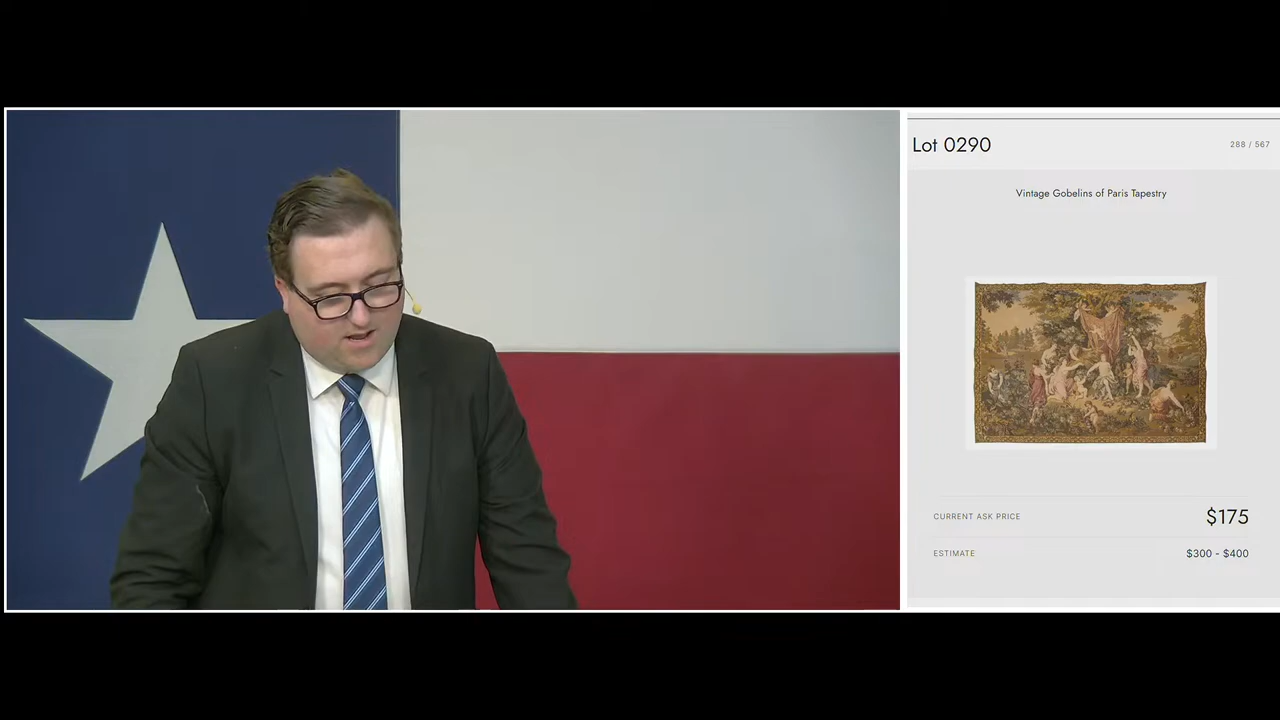 Lot 0290
288 / 567
Vintage Gobelins of Paris Tapestry
CURRENT ASK PRICE
$175
ESTIMATE
$300 - $400